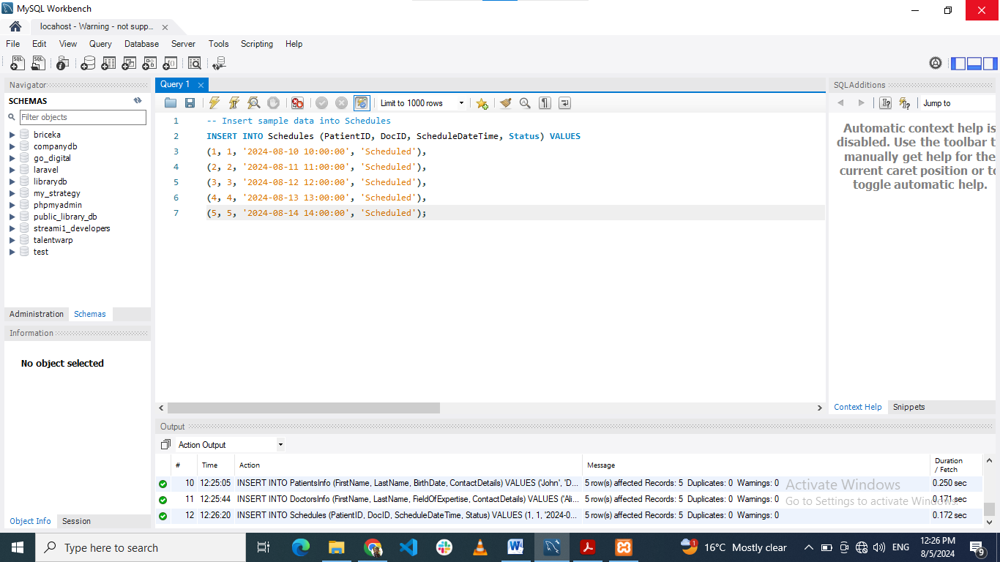 MySQL Workbench
locahost - Warning - not supp...
File Edit View Query Database Server Tools Scripting Help
Navigator
SCHEMAS
Filter objects
briceka
companydb
go_digital
laravel
librarydb
my_strategy
phpmyadmin
public_library_db
streami1_developers
talentwarp
test
Administration Schemas
Information
No object selected
Object Info Session
Query 1
Limit to 1000 rows
1 -- Insert sample data into Schedules
2 INSERT INTO Schedules (PatientID, DocID, ScheduleDateTime, Status) VALUES
3 (1, 1, '2024-08-10 10:00:00', 'Scheduled'),
4 (2, 2, '2024-08-11 11:00:00', 'Scheduled'),
5 (3, 3, '2024-08-12 12:00:00', 'Scheduled'),
6 (4, 4, '2024-08-13 13:00:00', 'Scheduled'),
7 (5, 5, '2024-08-14 14:00:00', 'Scheduled');
SQLAdditions
Jump to
Automatic context help is
disabled. Use the toolbar t
manually get help for the
current caret position or to
toggle automatic help.
Context Help Snippets
Output
Action Output
# Time Action Message Duration / Fetch
10 12:25:05 INSERT INTO PatientsInfo (FirstName, LastName, BirthDate, ContactDetails) VALUES ('John', 'D... 5 row(s) affected Records: 5 Duplicates: 0 Warnings: 0 0.250 sec
11 12:25:44 INSERT INTO DoctorsInfo (FirstName, LastName, FieldOfExpertise, ContactDetails) VALUES ('Ali... 5 row(s) affected Records: 5 Duplicates: 0 Warnings: 0 0.171 sec
12 12:26:20 INSERT INTO Schedules (PatientID, DocID, ScheduleDateTime, Status) VALUES (1, 1, '2024-0... 5 row(s) affected Records: 5 Duplicates: 0 Warnings: 0 0.172 sec
Activate Windows
Go to Settings to activate Windows.
Type here to search
16°C Mostly clear
ENG
12:26 PM
8/5/2024
9